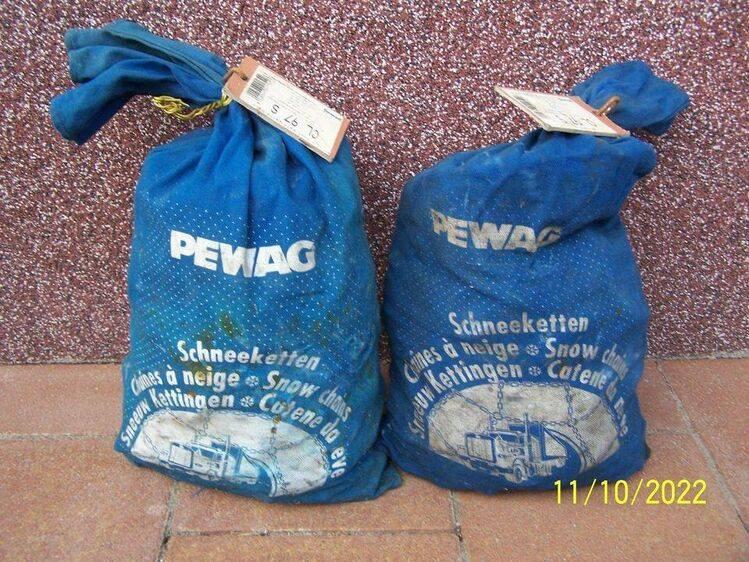 CL 97 S
PEWAG
Schneeketten
Chaînes à neige * Snow chains
Sneeuw Kettingen * Catene da neve
PEWAG
Schneeketten
Chaînes à neige * Snow chains
Sneeuw Kettingen * Catene da neve
11/10/2022